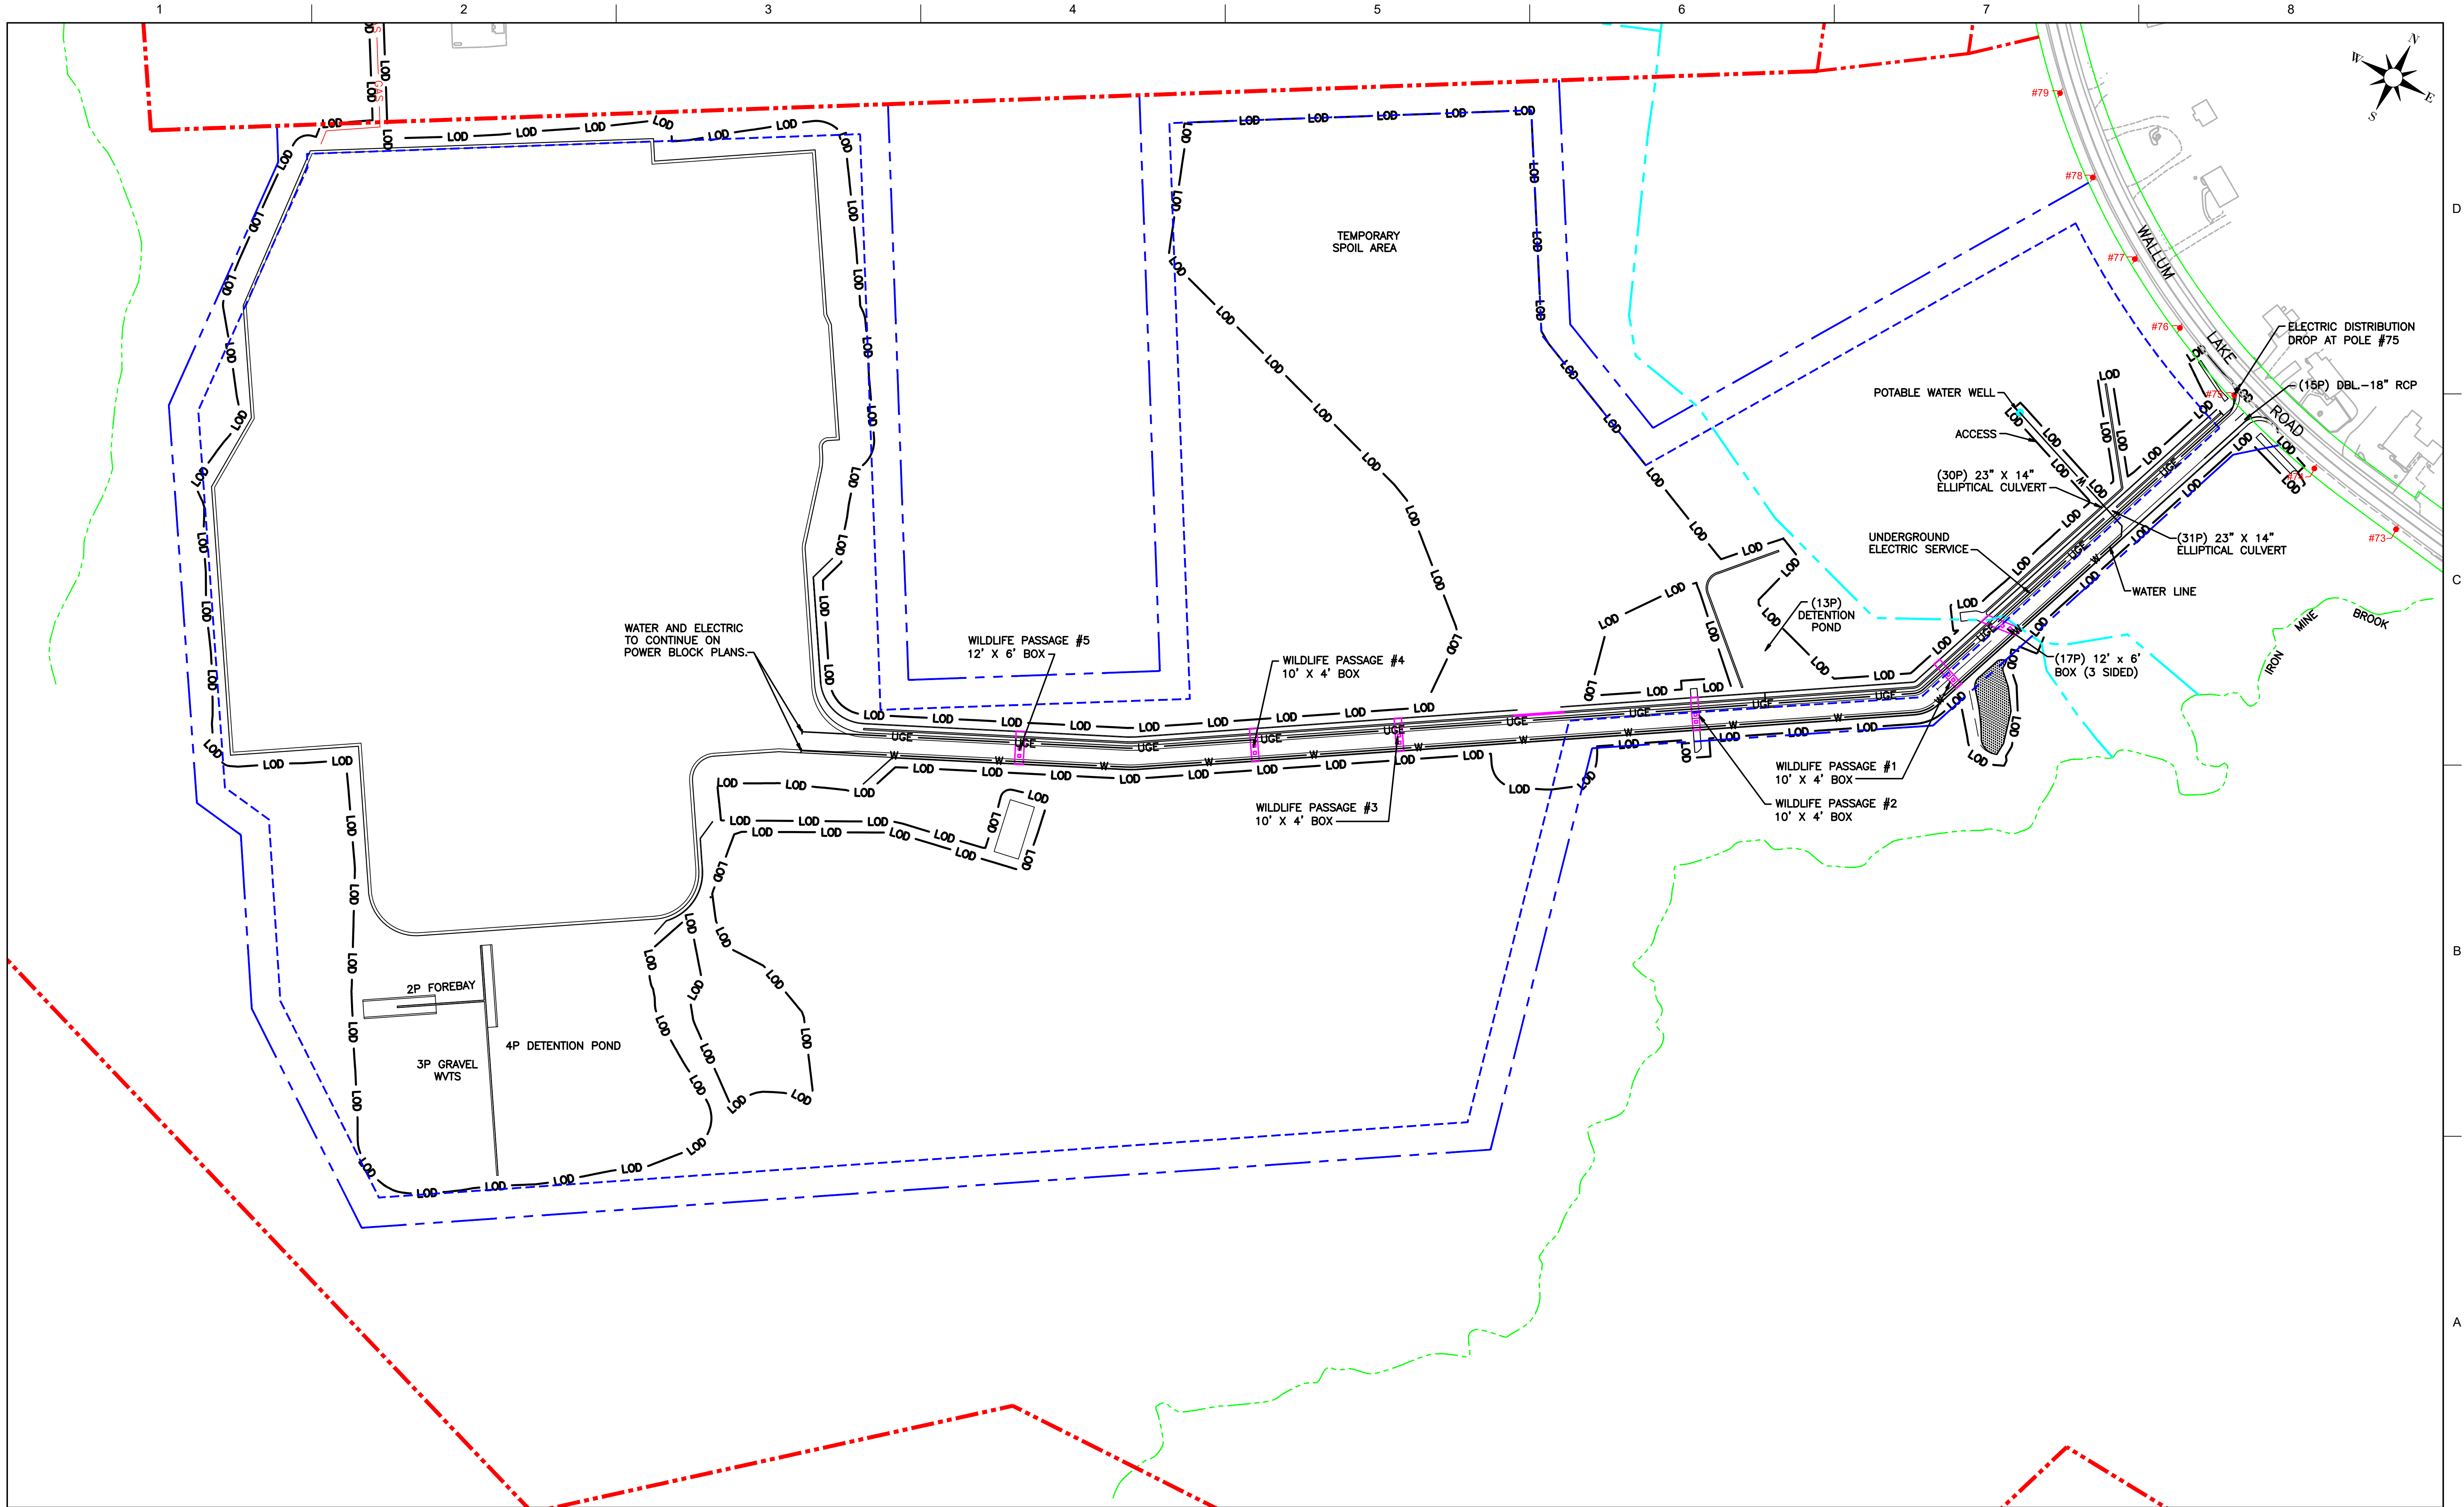 1 2 3 4 5 6 7 8
D
C
B
A
N
W
E
S
GAS
LOD
TEMPORARY
SPOIL AREA
#79
#78
#77
#76
#75
#74
#73
WALLUM
LAKE
ROAD
ELECTRIC DISTRIBUTION
DROP AT POLE #75
(15P) DBL.-18" RCP
POTABLE WATER WELL
ACCESS
(30P) 23" X 14"
ELLIPTICAL CULVERT
UNDERGROUND
ELECTRIC SERVICE
(31P) 23" X 14"
ELLIPTICAL CULVERT
WATER LINE
(13P)
DETENTION
POND
(17P) 12' x 6'
BOX (3 SIDED)
IRON
MINE
BROOK
WATER AND ELECTRIC
TO CONTINUE ON
POWER BLOCK PLANS.
WILDLIFE PASSAGE #5
12' X 6' BOX
WILDLIFE PASSAGE #4
10' X 4' BOX
WILDLIFE PASSAGE #3
10' X 4' BOX
WILDLIFE PASSAGE #1
10' X 4' BOX
WILDLIFE PASSAGE #2
10' X 4' BOX
UGE
W
2P FOREBAY
4P DETENTION POND
3P GRAVEL
WVTS